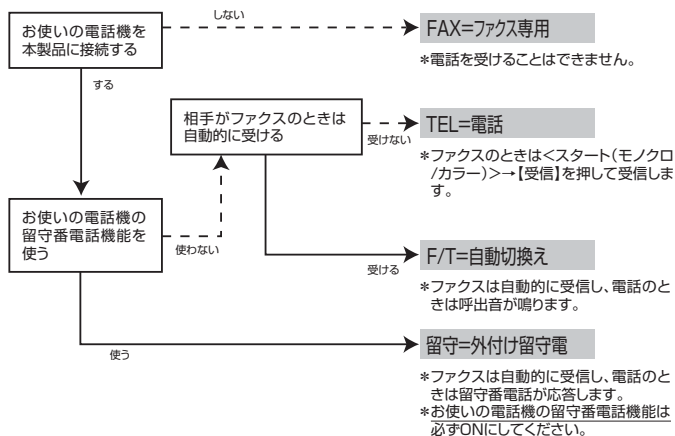 お使いの電話機を
本製品に接続する
しない
FAX=ファクス専用
*電話を受けることはできません。
する
相手がファクスのときは
自動的に受ける
受けない
TEL=電話
*ファクスのときは<スタート(モノクロ
/カラー)>→【受信】を押して受信しま
す。
お使いの電話機の
留守番電話機能を
使う
使わない
受ける
F/T=自動切換え
*ファクスは自動的に受信し、電話のと
きは呼出音が鳴ります。
使う
留守=外付け留守電
*ファクスは自動的に受信し、電話のと
きは留守番電話が応答します。
*お使いの電話機の留守番電話機能は
必ずONにしてください。